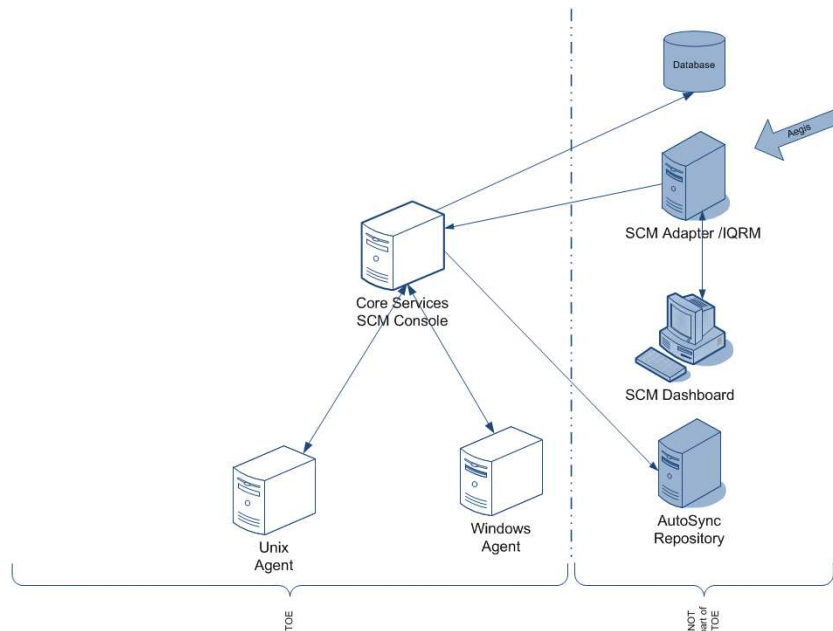 Database
Aegis
SCM Adapter /IQRM
Core Services
SCM Console
SCM Dashboard
AutoSync
Repository
Windows
Agent
Unix
Agent
TOE
NOT
part of
TOE